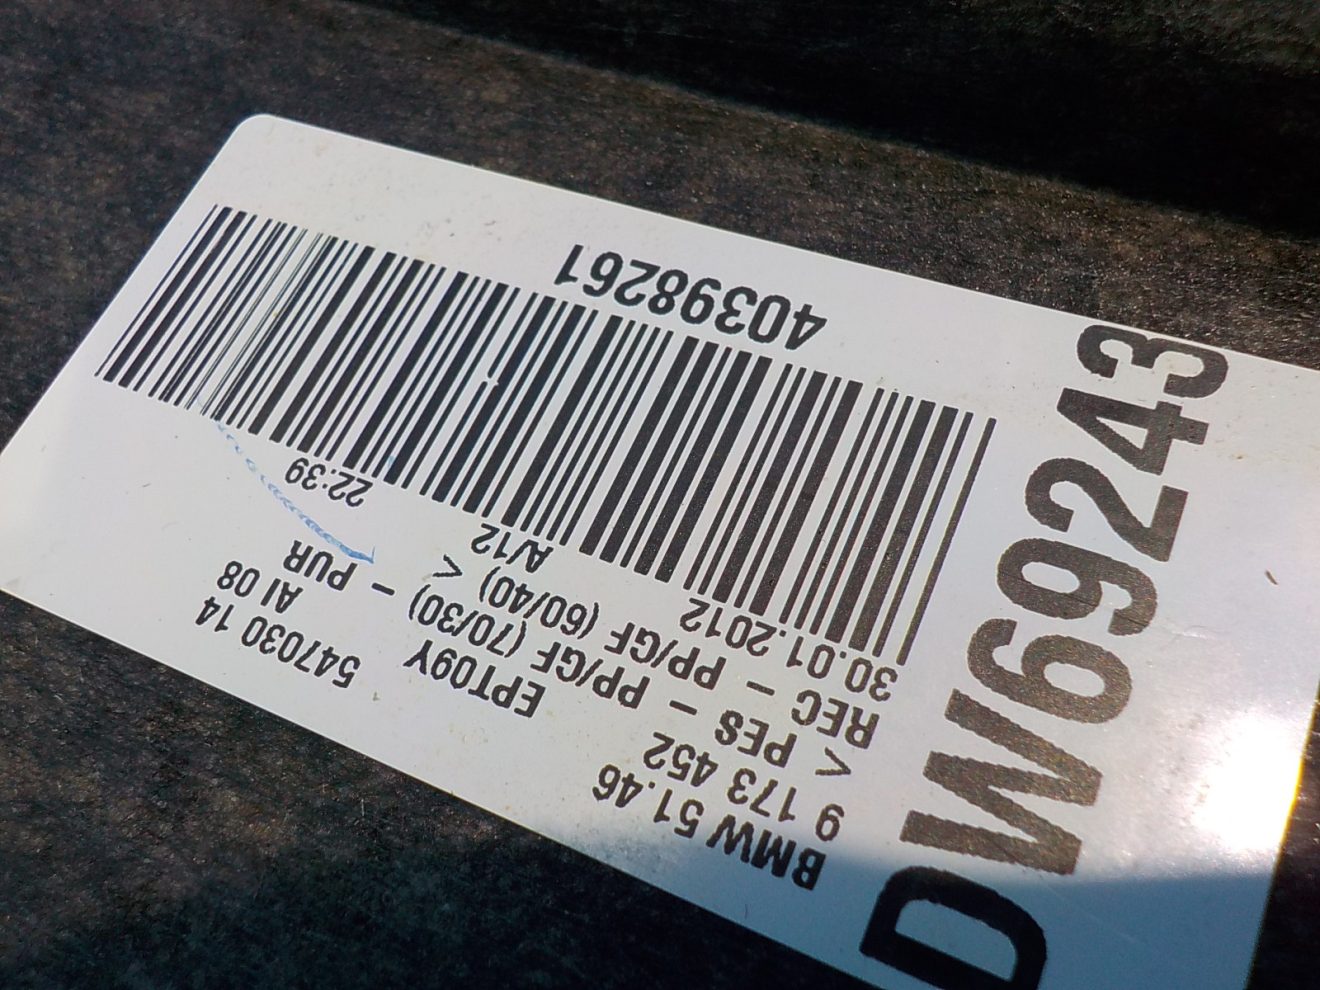 DW69243
BMW 51.46
9 173 452
< PES – PP/GF (70/30) – PUR
REC – PP/GF (60/40) <
30.01.2012
A/12
22:39
EPT09Y
547030 14
AI 08
40398261